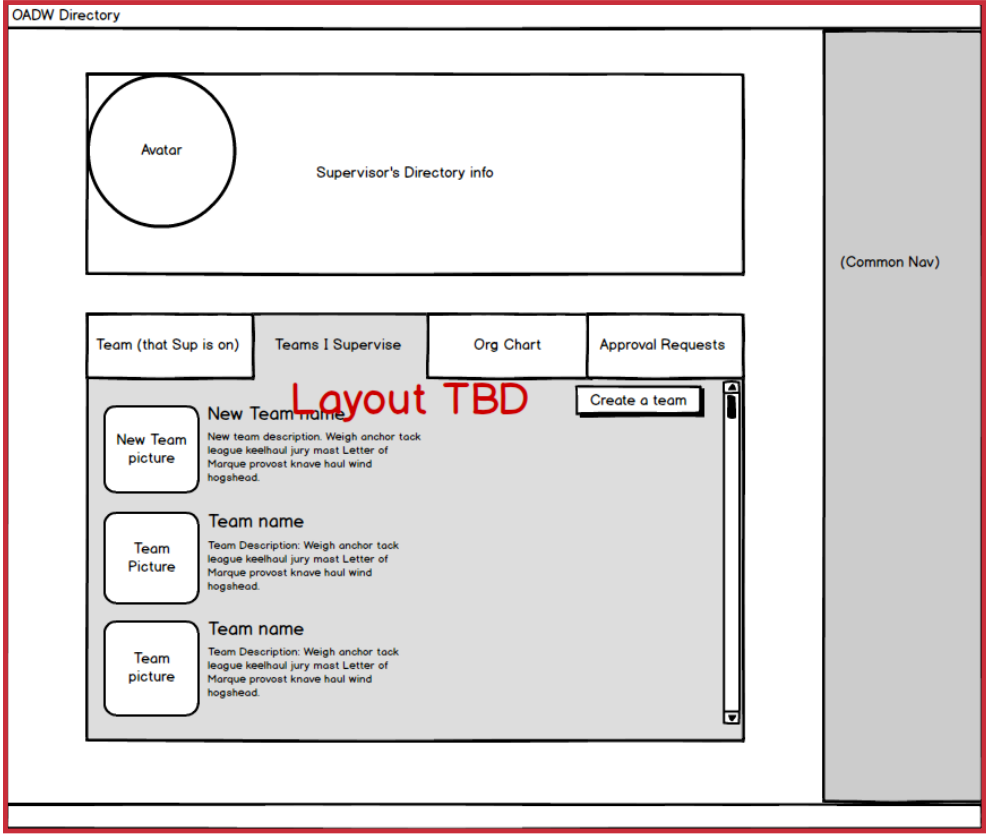 OADW Directory
Avatar
Supervisor's Directory info
(Common Nav)
Team (that Sup is on)
Teams I Supervise
Org Chart
Approval Requests
Layout TBD
Create a team
New Team
picture
New Team name
New team description. Weigh anchor tack
league keelhaul jury mast Letter of
Marque provost knave haul wind
hogshead.
Team
Picture
Team name
Team Description: Weigh anchor tack
league keelhaul jury mast Letter of
Marque provost knave haul wind
hogshead.
Team
picture
Team name
Team Description: Weigh anchor tack
league keelhaul jury mast Letter of
Marque provost knave haul wind
hogshead.